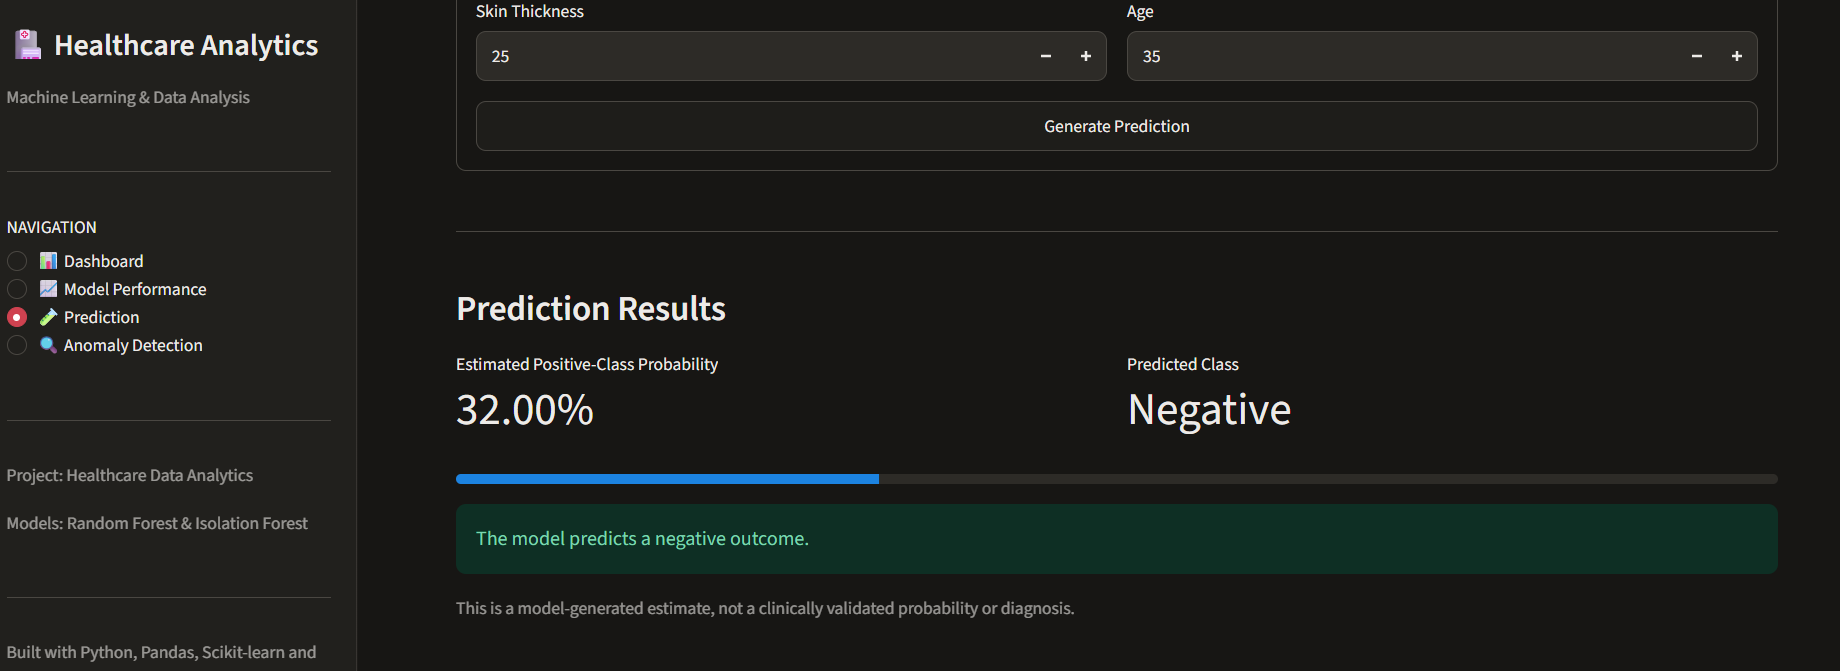 Healthcare Analytics
Machine Learning & Data Analysis
NAVIGATION
Dashboard
Model Performance
Prediction
Anomaly Detection
Project: Healthcare Data Analytics
Models: Random Forest & Isolation Forest
Built with Python, Pandas, Scikit-learn and
Skin Thickness
25
Age
35
Generate Prediction
Prediction Results
Estimated Positive-Class Probability
32.00%
Predicted Class
Negative
The model predicts a negative outcome.
This is a model-generated estimate, not a clinically validated probability or diagnosis.